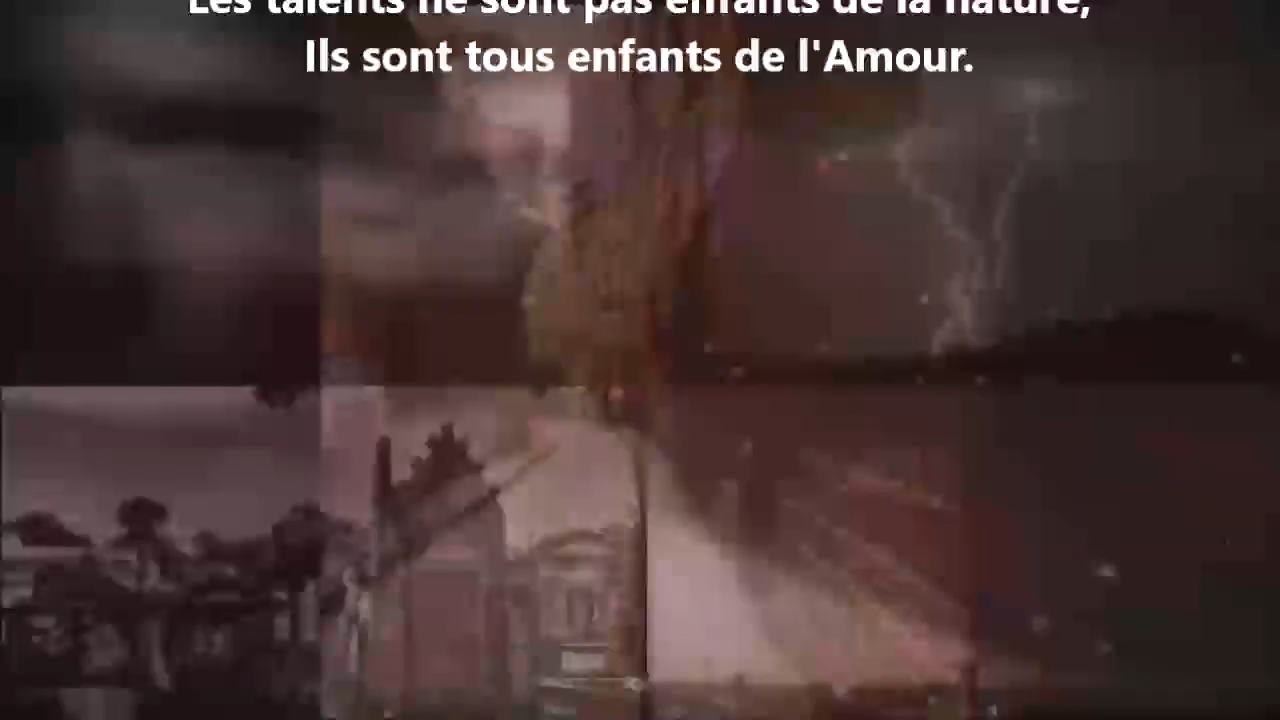 Les talents ne sont pas enfants de la nature,
Ils sont tous enfants de l'Amour.